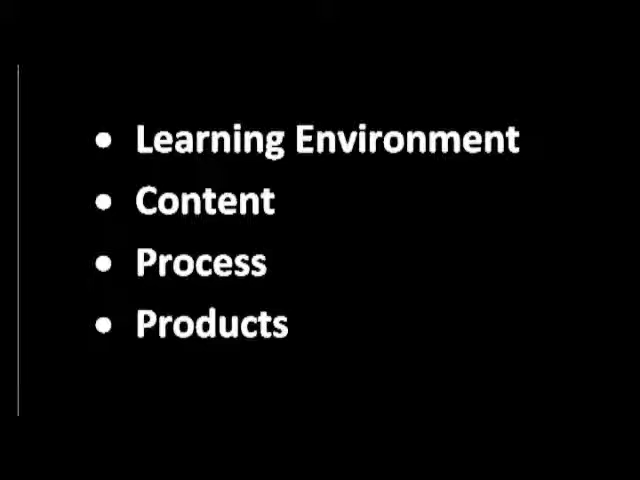 • Learning Environment
• Content
• Process
• Products